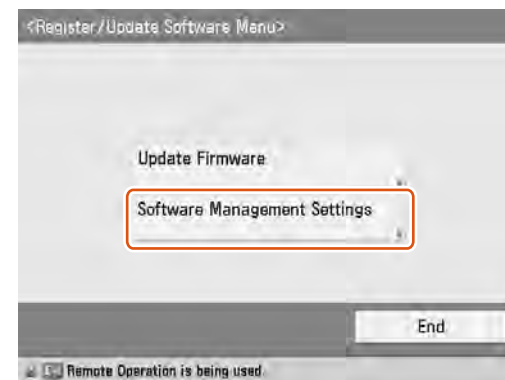 <Register/Update Software Menu>
Update Firmware
Software Management Settings
End
Remote Operation is being used.